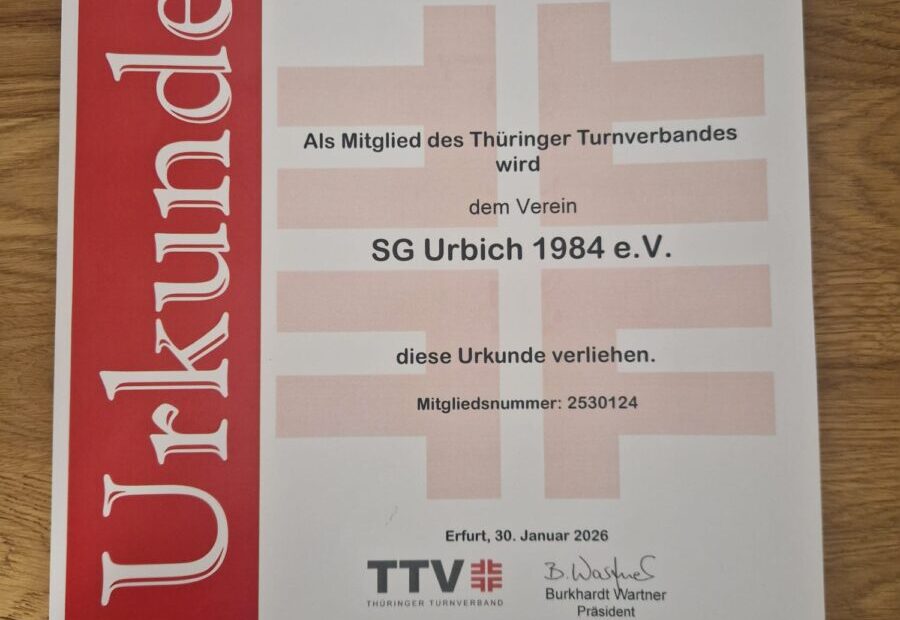 Urkunde
Als Mitglied des Thüringer Turnverbandes
wird
dem Verein
SG Urbich 1984 e.V.
diese Urkunde verliehen.
Mitgliedsnummer: 2530124
Erfurt, 30. Januar 2026
TTV
THÜRINGER TURNVERBAND
B. Wartner
Burkhardt Wartner
Präsident